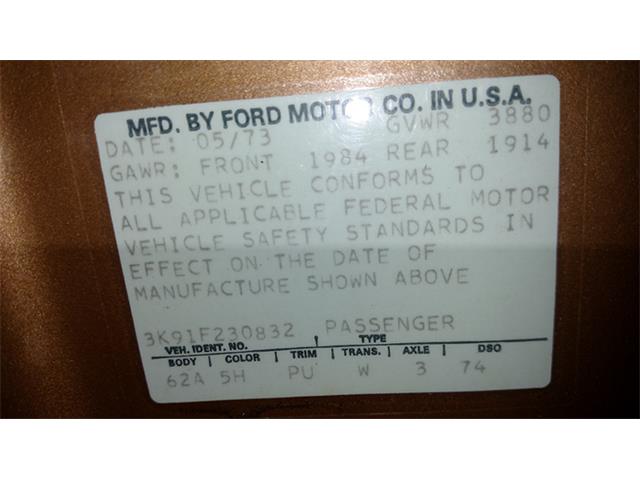 MFD. BY FORD MOTOR CO. IN U.S.A.
DATE: 05/73 GVWR 3880
GAWR: FRONT 1984 REAR 1914
THIS VEHICLE CONFORMS TO
ALL APPLICABLE FEDERAL MOTOR
VEHICLE SAFETY STANDARDS IN
EFFECT ON THE DATE OF
MANUFACTURE SHOWN ABOVE
3K91F230832 PASSENGER
VEH. IDENT. NO. TYPE
BODY COLOR TRIM TRANS. AXLE DSO
62A 5H PU W 3 74